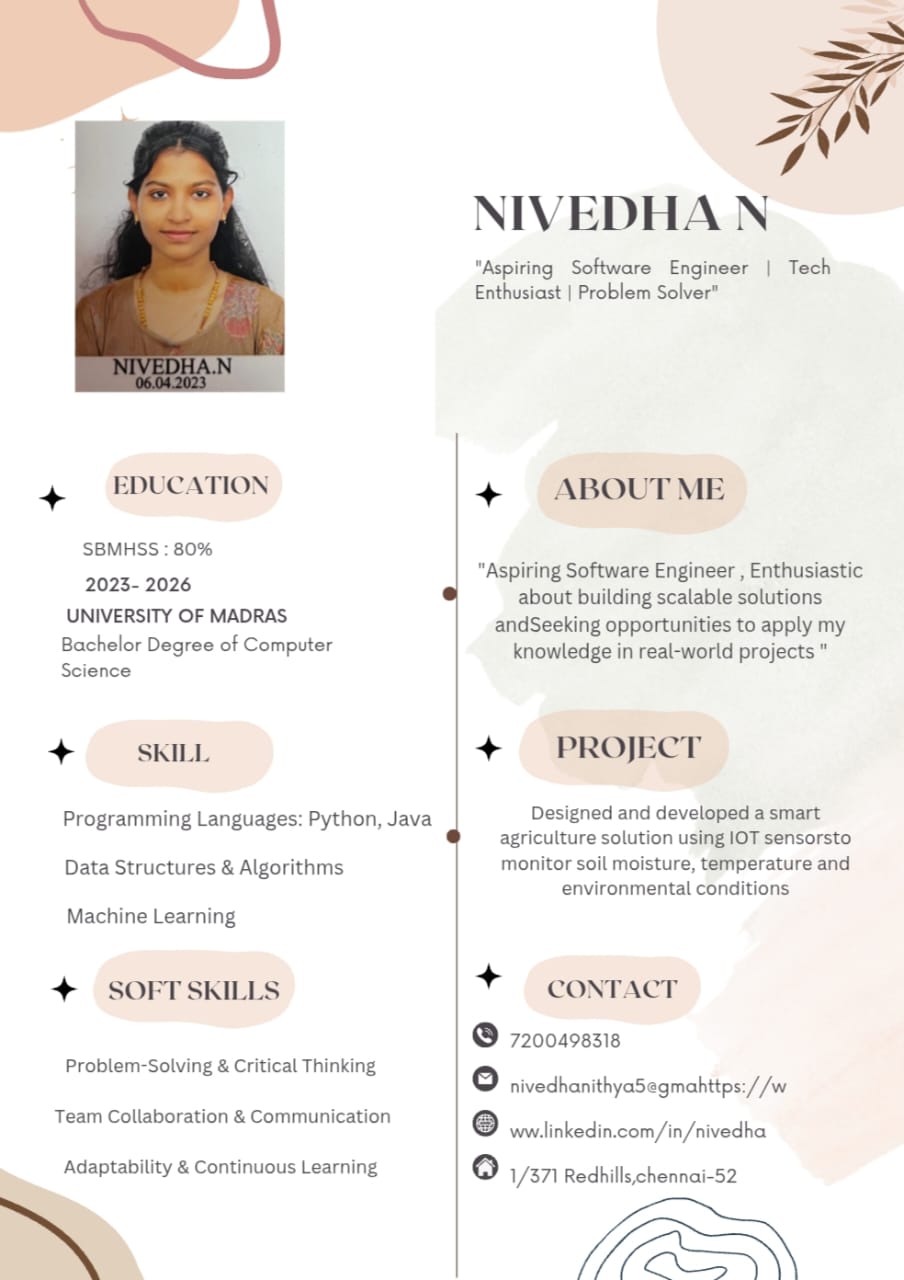 NIVEDHA.N
06.04.2023
NIVEDHA N
"Aspiring Software Engineer | Tech
Enthusiast | Problem Solver"
EDUCATION
SBMHSS : 80%
2023- 2026
UNIVERSITY OF MADRAS
Bachelor Degree of Computer
Science
SKILL
Programming Languages: Python, Java
Data Structures & Algorithms
Machine Learning
SOFT SKILLS
Problem-Solving & Critical Thinking
Team Collaboration & Communication
Adaptability & Continuous Learning
ABOUT ME
"Aspiring Software Engineer , Enthusiastic
about building scalable solutions
andSeeking opportunities to apply my
knowledge in real-world projects "
PROJECT
Designed and developed a smart
agriculture solution using IOT sensorsto
monitor soil moisture, temperature and
environmental conditions
CONTACT
7200498318
nivedhanithya5@gmahttps://w
ww.linkedin.com/in/nivedha
1/371 Redhills,chennai-52